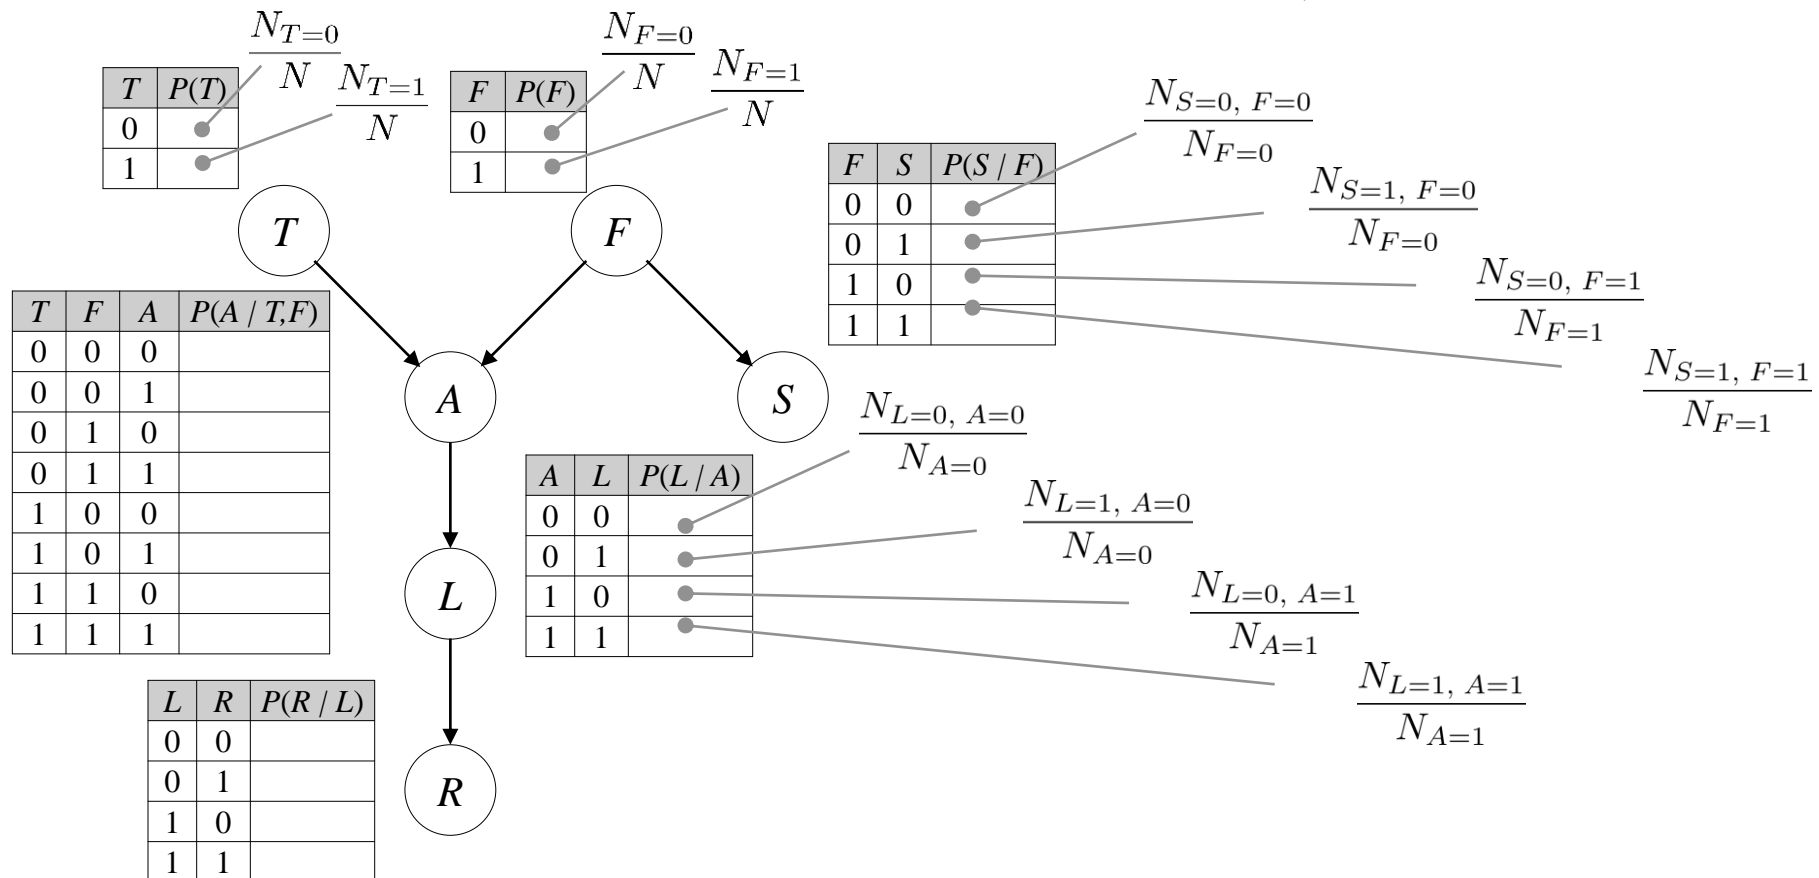 T P(T)
0 N_{T=0}/N
1 N_{T=1}/N
F P(F)
0 N_{F=0}/N
1 N_{F=1}/N
F S P(S / F)
0 0 N_{S=0, F=0}/N_{F=0}
0 1 N_{S=1, F=0}/N_{F=0}
1 0 N_{S=0, F=1}/N_{F=1}
1 1 N_{S=1, F=1}/N_{F=1}
T
F
T F A P(A / T,F)
0 0 0
0 0 1
0 1 0
0 1 1
1 0 0
1 0 1
1 1 0
1 1 1
A
S
A L P(L / A)
0 0 N_{L=0, A=0}/N_{A=0}
0 1 N_{L=1, A=0}/N_{A=0}
1 0 N_{L=0, A=1}/N_{A=1}
1 1 N_{L=1, A=1}/N_{A=1}
L
L R P(R / L)
0 0
0 1
1 0
1 1
R